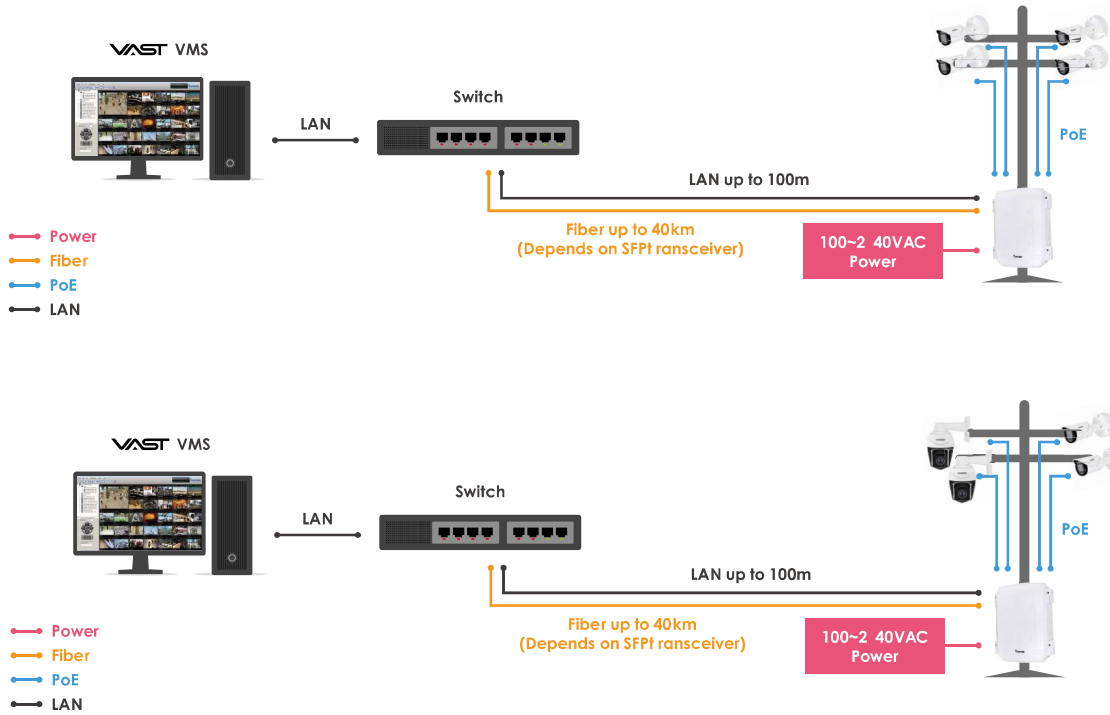 VAST VMS
Switch
LAN
PoE
LAN up to 100m
Fiber up to 40km
(Depends on SFPt ransceiver)
100~2 40VAC
Power
Power
Fiber
PoE
LAN
VAST VMS
Switch
LAN
PoE
LAN up to 100m
Fiber up to 40km
(Depends on SFPt ransceiver)
100~2 40VAC
Power
Power
Fiber
PoE
LAN